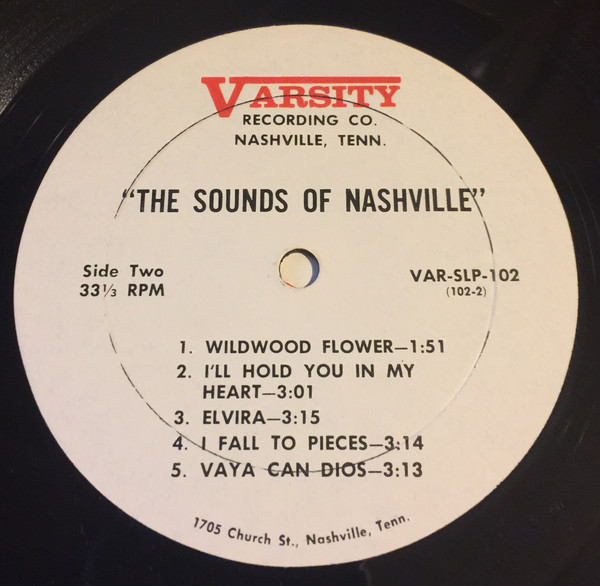 VARSITY
RECORDING CO.
NASHVILLE, TENN.
"THE SOUNDS OF NASHVILLE"
Side Two
33⅓ RPM
VAR-SLP-102
(102-2)
1. WILDWOOD FLOWER—1:51
2. I'LL HOLD YOU IN MY
HEART—3:01
3. ELVIRA—3:15
4. I FALL TO PIECES—3:14
5. VAYA CAN DIOS—3:13
1705 Church St., Nashville, Tenn.